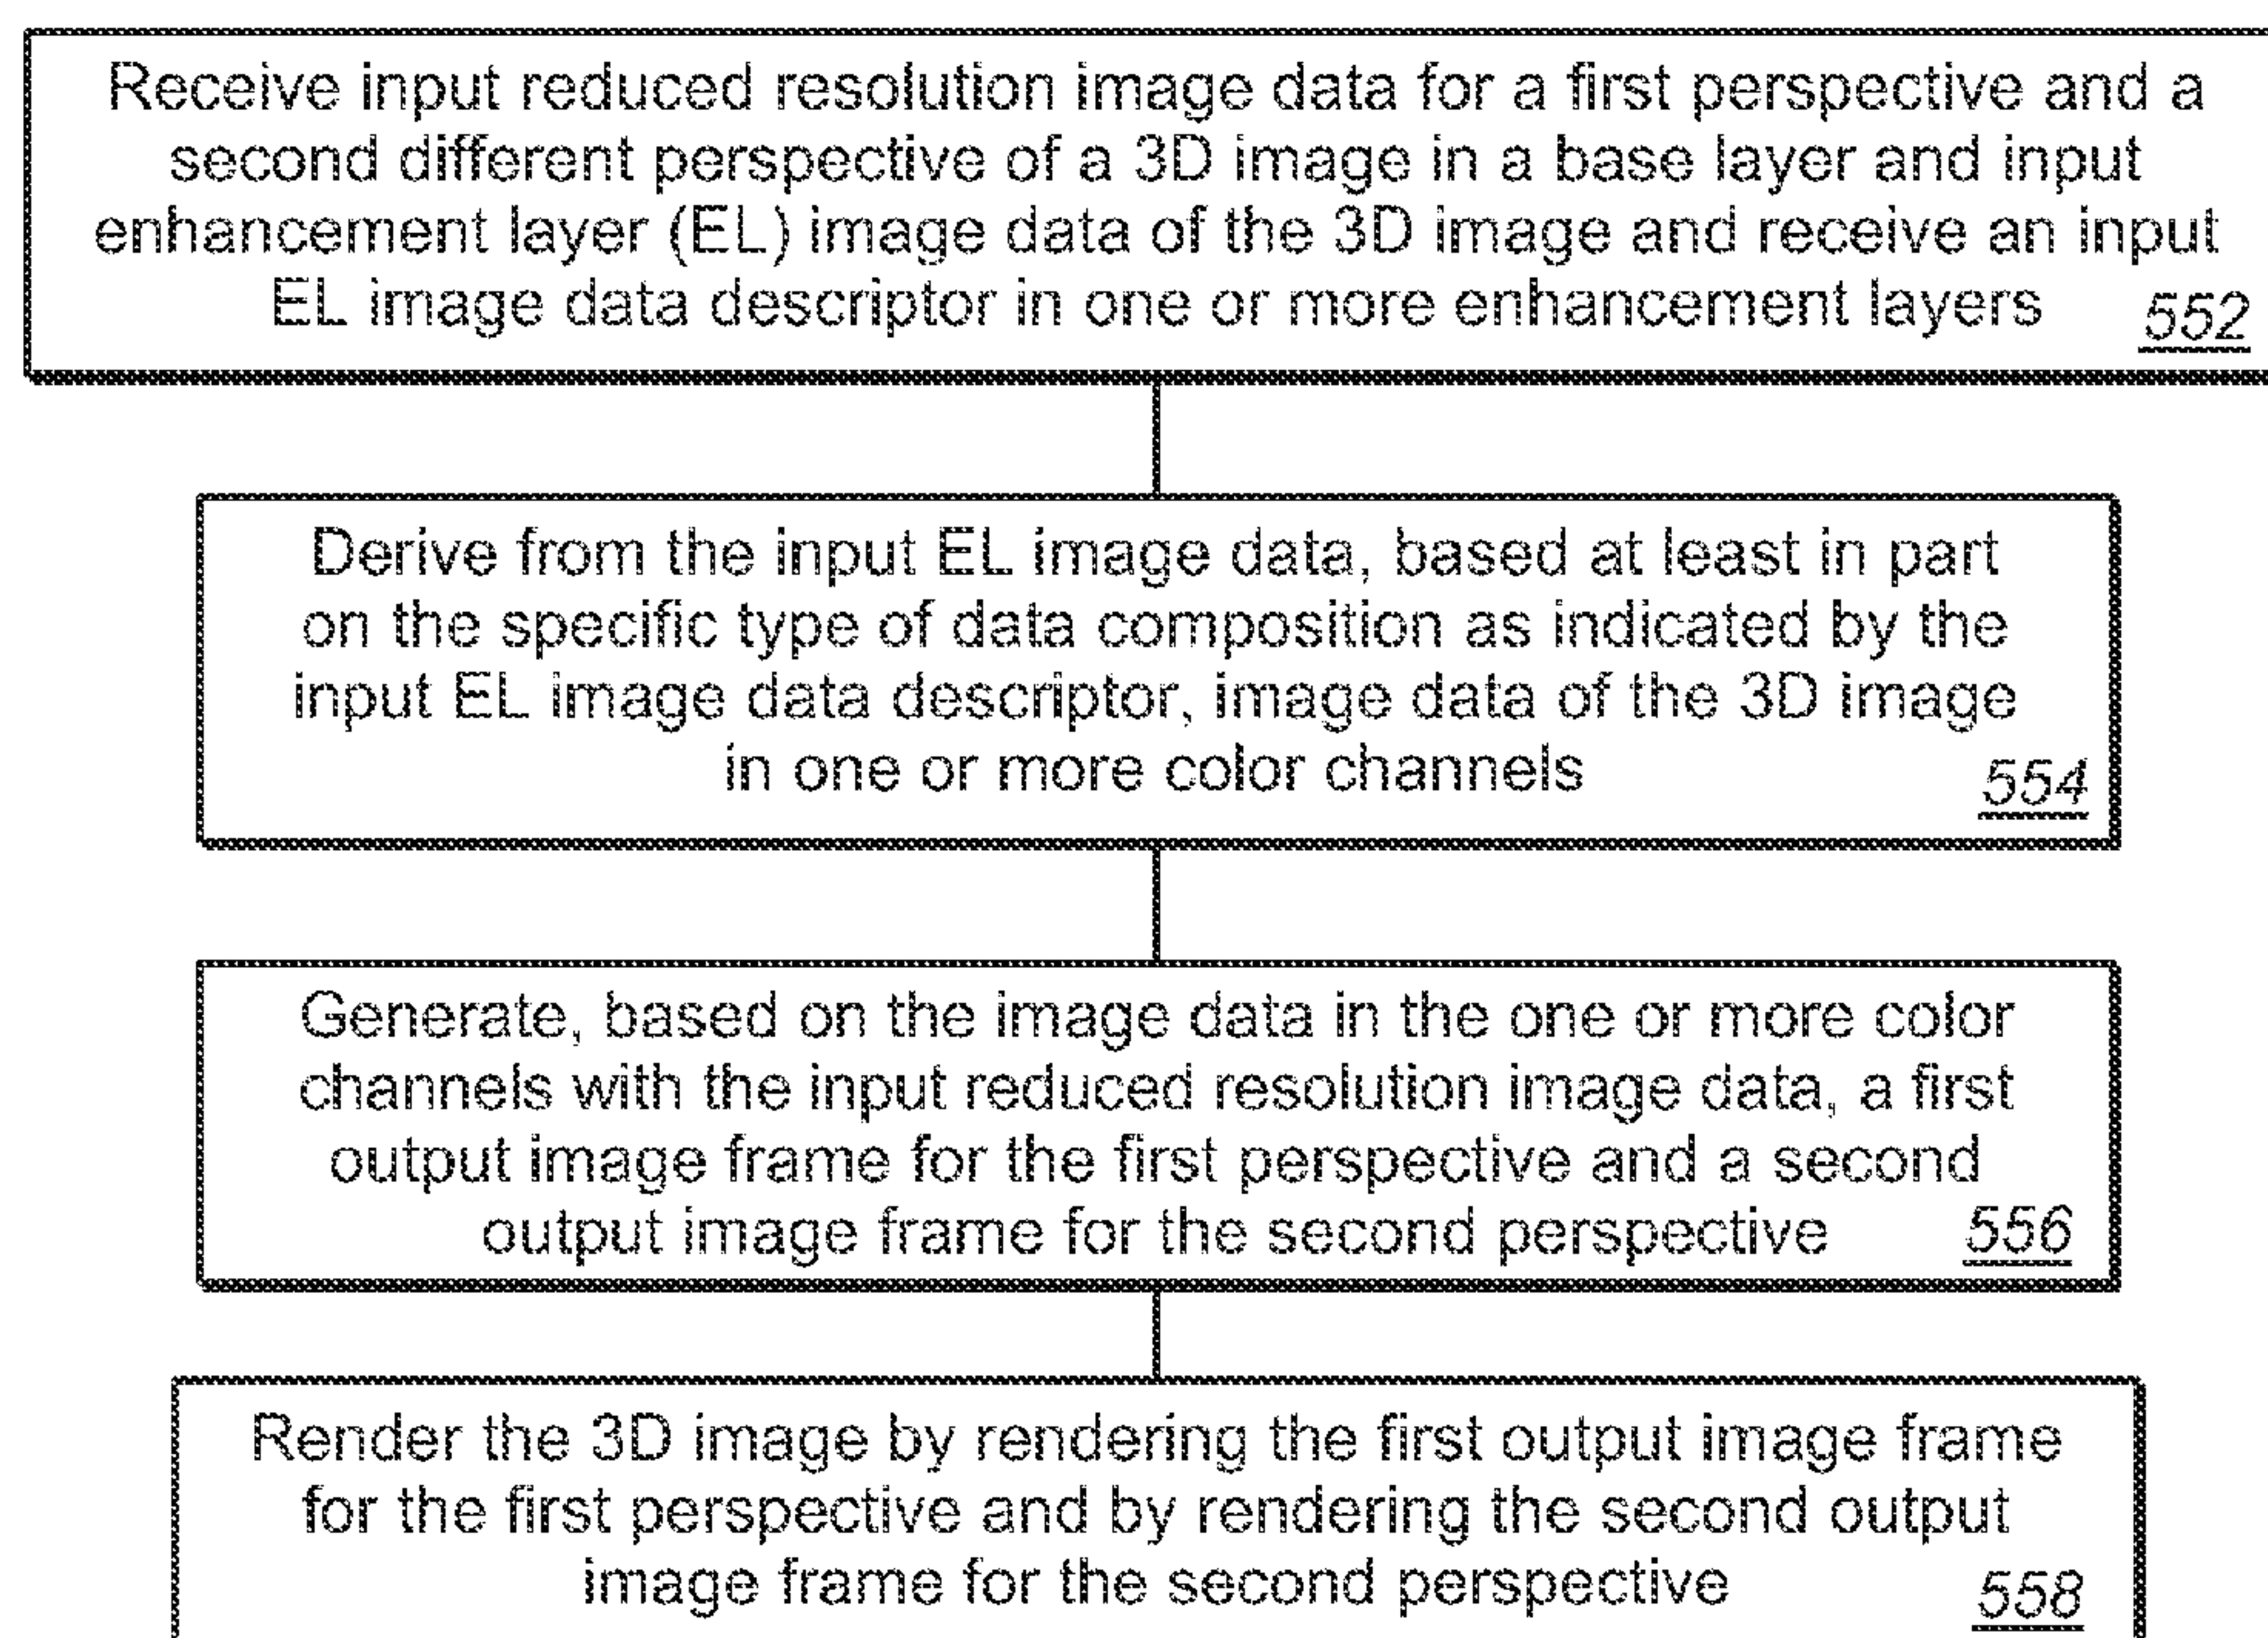 Receive input reduced resolution image data for a first perspective and a
second different perspective of a 3D image in a base layer and input
enhancement layer (EL) image data of the 3D image and receive an input
EL image data descriptor in one or more enhancement layers 552
Derive from the input EL image data, based at least in part
on the specific type of data composition as indicated by the
input EL image data descriptor, image data of the 3D image
in one or more color channels 554
Generate, based on the image data in the one or more color
channels with the input reduced resolution image data, a first
output image frame for the first perspective and a second
output image frame for the second perspective 556
Render the 3D image by rendering the first output image frame
for the first perspective and by rendering the second output
image frame for the second perspective 558